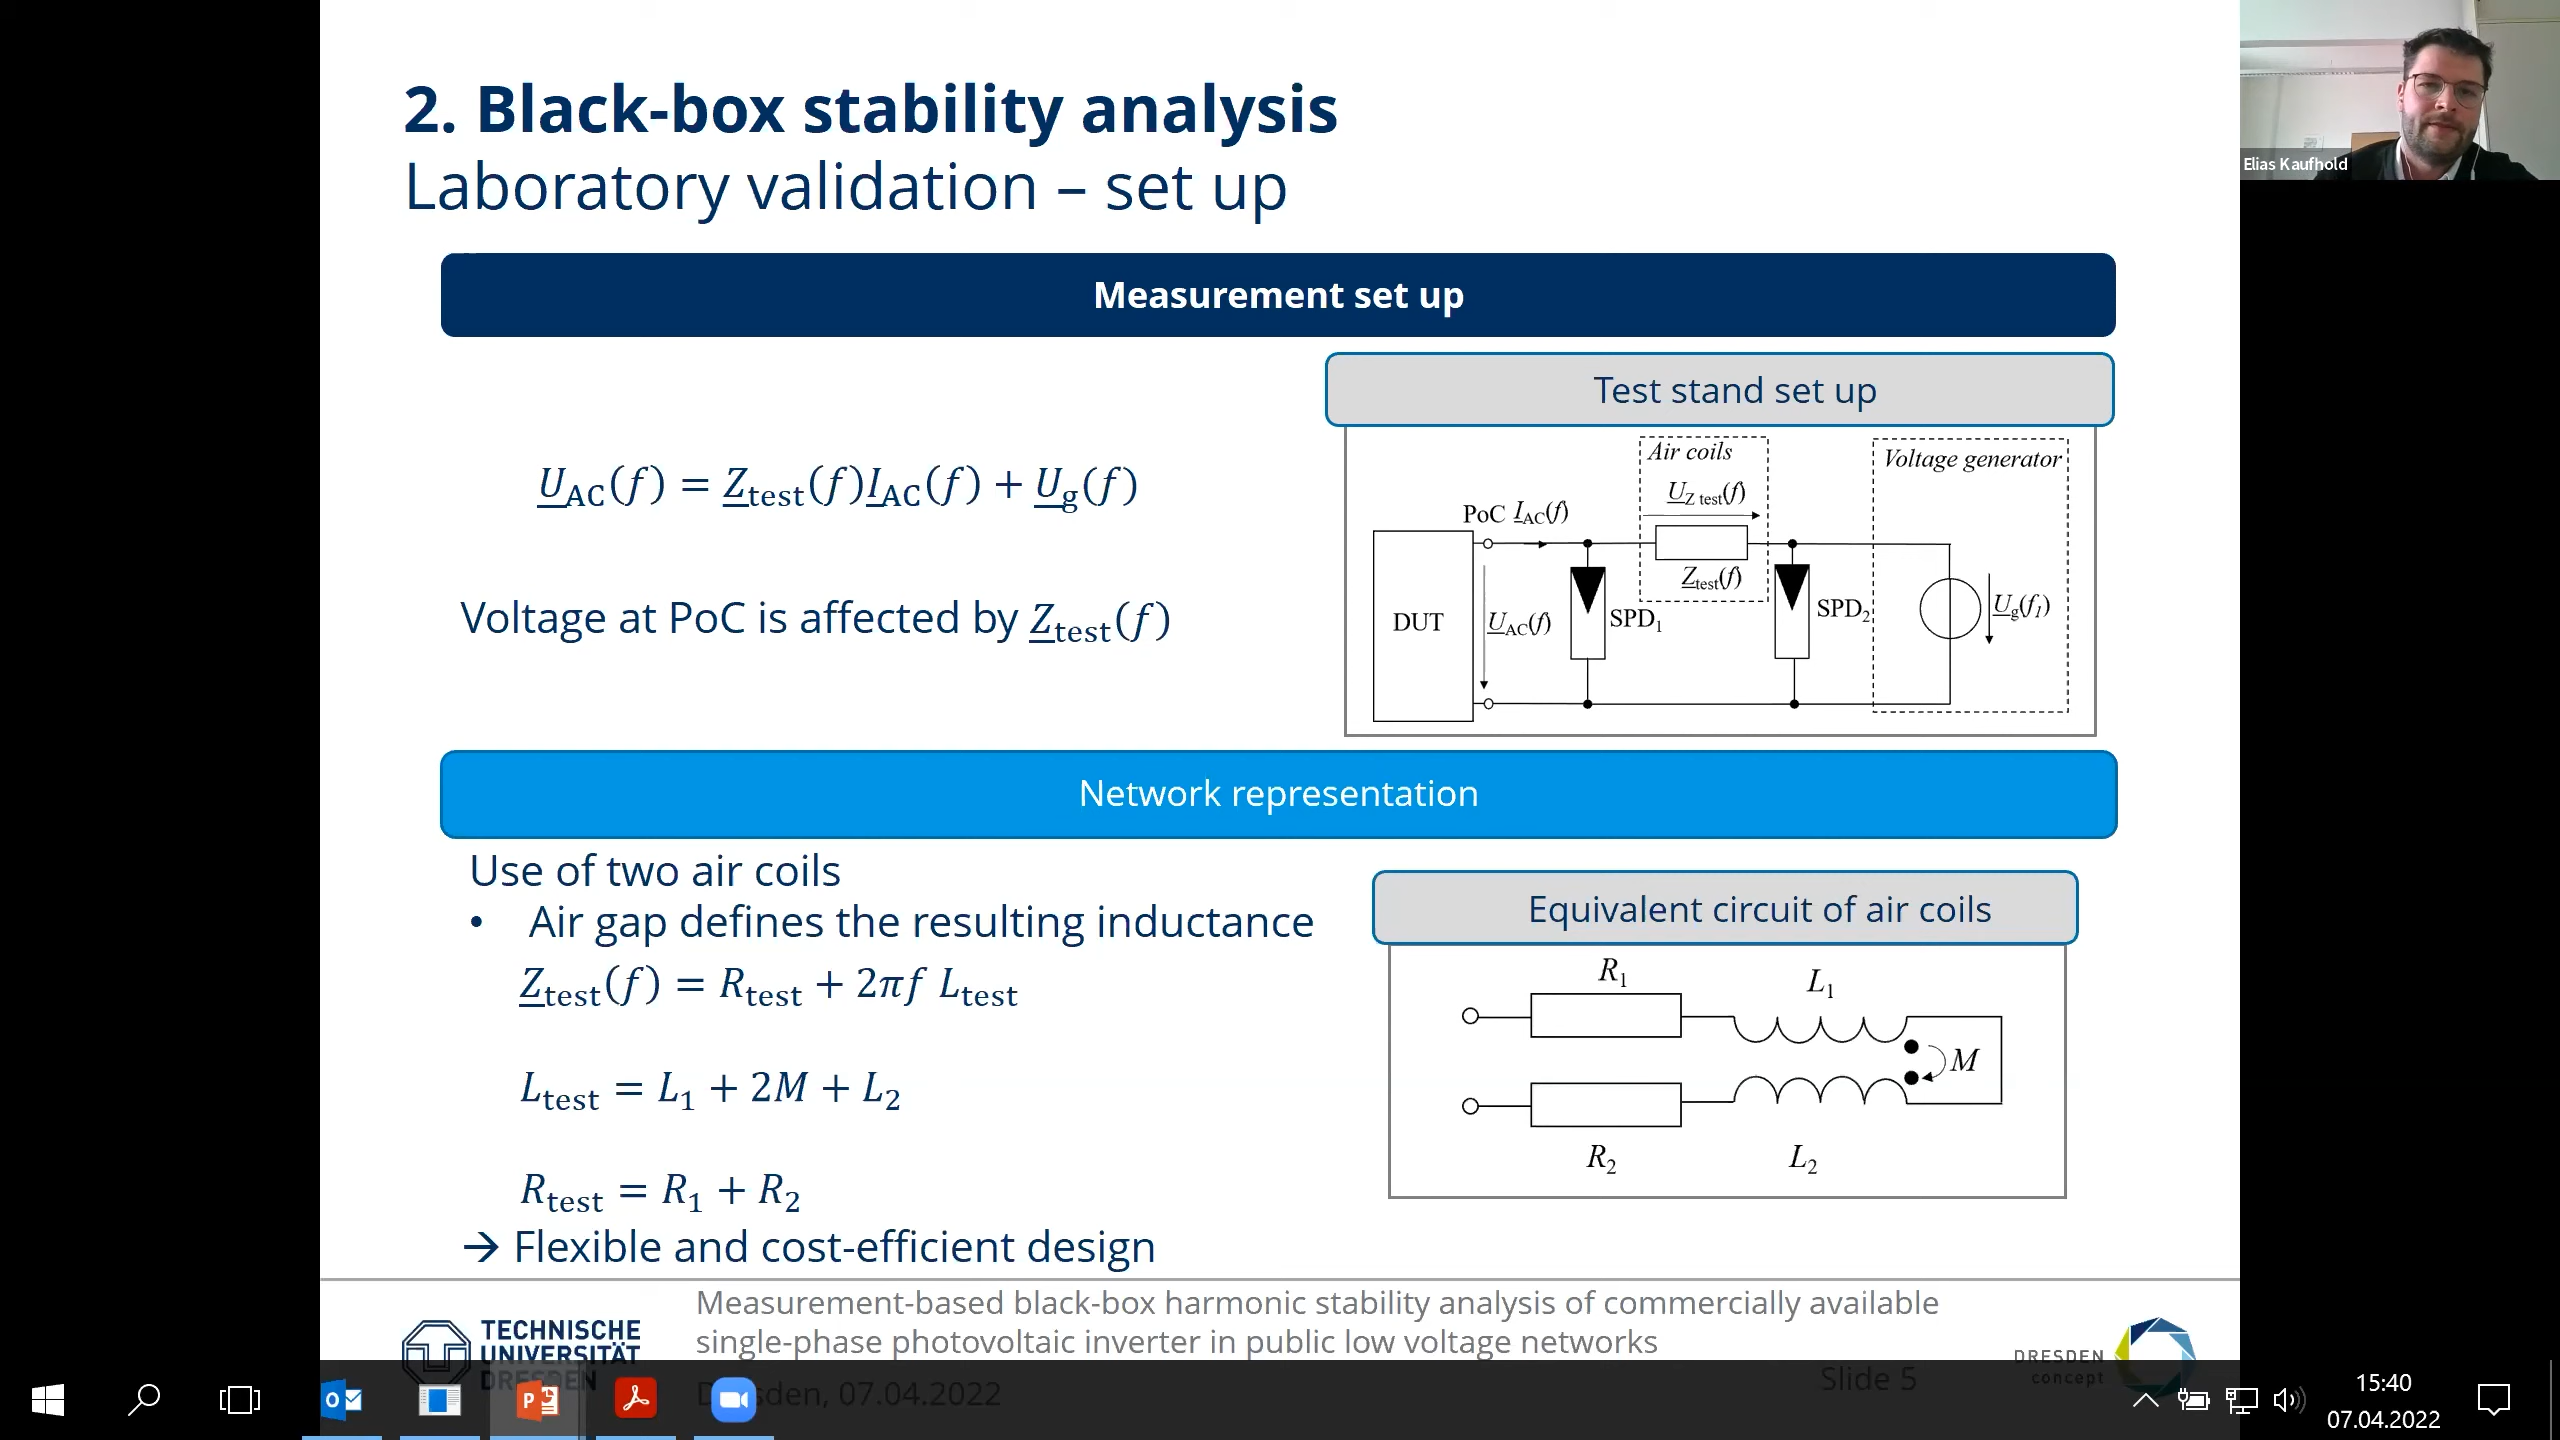 Elias Kaufhold
2. Black-box stability analysis
Laboratory validation – set up
Measurement set up
Test stand set up
U_AC(f) = Z_test(f)I_AC(f) + U_g(f)
Voltage at PoC is affected by Z_test(f)
Air coils
Voltage generator
U_Z test(f)
PoC I_AC(f)
Z_test(f)
DUT
U_AC(f)
SPD₁
SPD₂
U_g(f₁)
Network representation
Use of two air coils
• Air gap defines the resulting inductance
Z_test(f) = R_test + 2πf L_test
L_test = L₁ + 2M + L₂
R_test = R₁ + R₂
→ Flexible and cost-efficient design
Equivalent circuit of air coils
R₁
L₁
M
R₂
L₂
TECHNISCHE
UNIVERSITÄT
DRESDEN
Measurement-based black-box harmonic stability analysis of commercially available
single-phase photovoltaic inverter in public low voltage networks
Dresden, 07.04.2022
Slide 5
DRESDEN
concept
15:40
07.04.2022